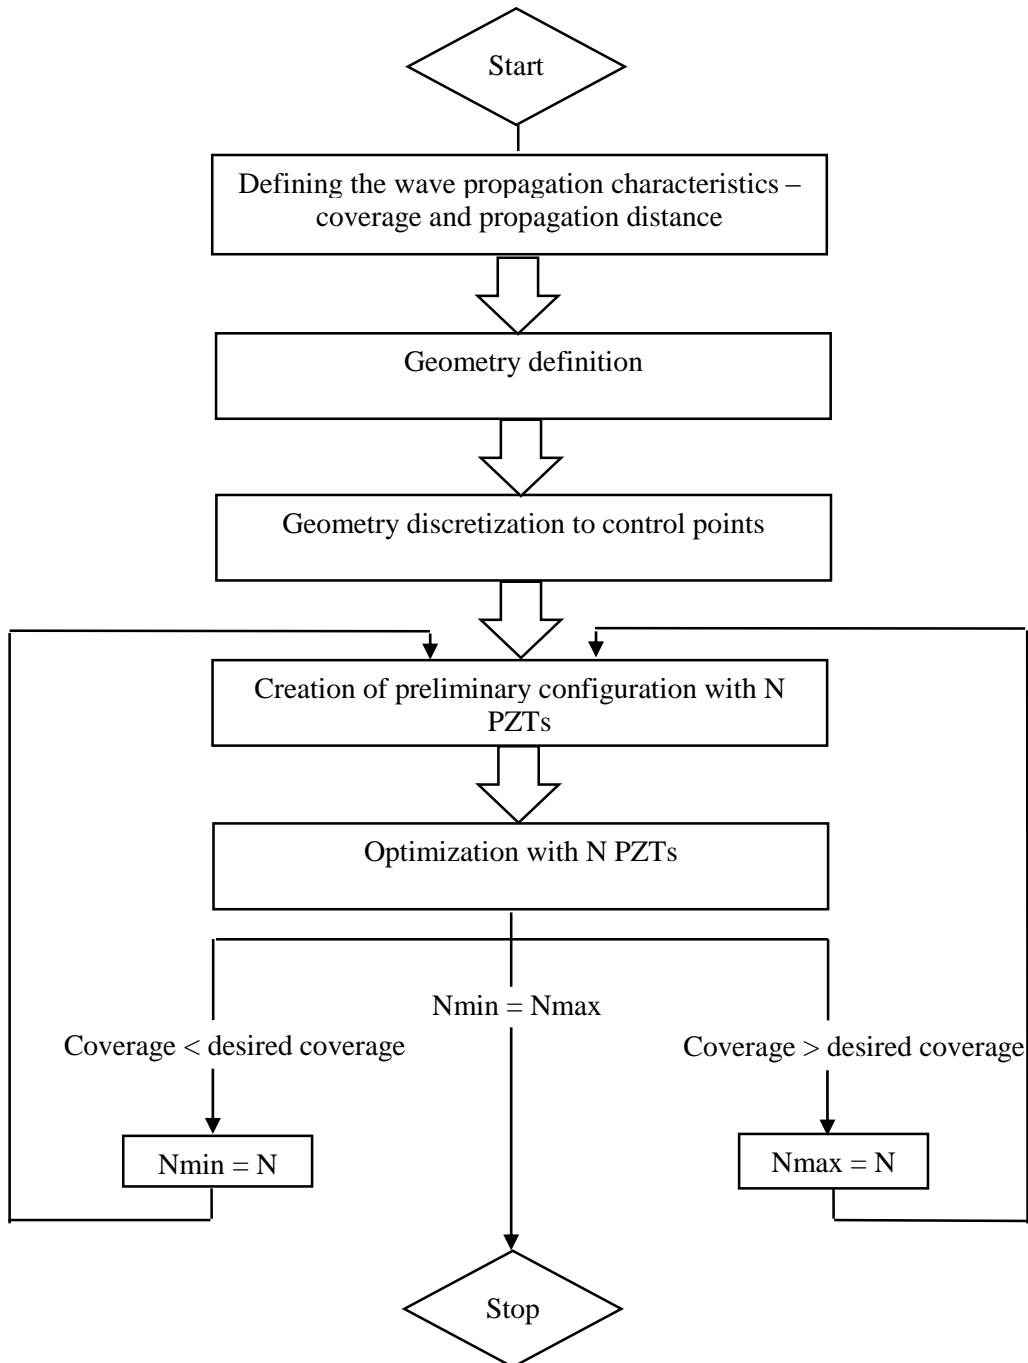 Start
Defining the wave propagation characteristics –
coverage and propagation distance
Geometry definition
Geometry discretization to control points
Creation of preliminary configuration with N
PZTs
Optimization with N PZTs
Nmin = Nmax
Coverage < desired coverage
Coverage > desired coverage
Nmin = N
Nmax = N
Stop